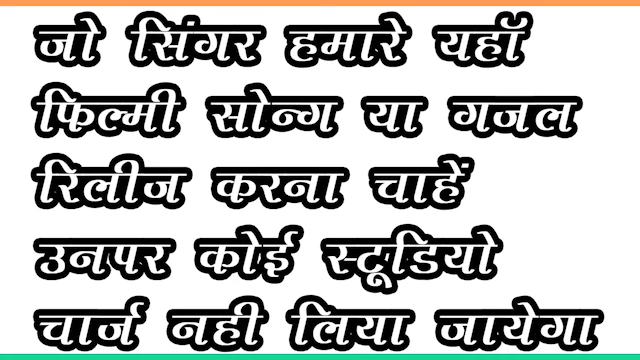 जो सिंगर हमारे यहॉ
फिल्मी सोन्ग या गजल
रिलीज करना चाहें
उनपर कोई स्टूडियो
चार्ज नही लिया जायेगा